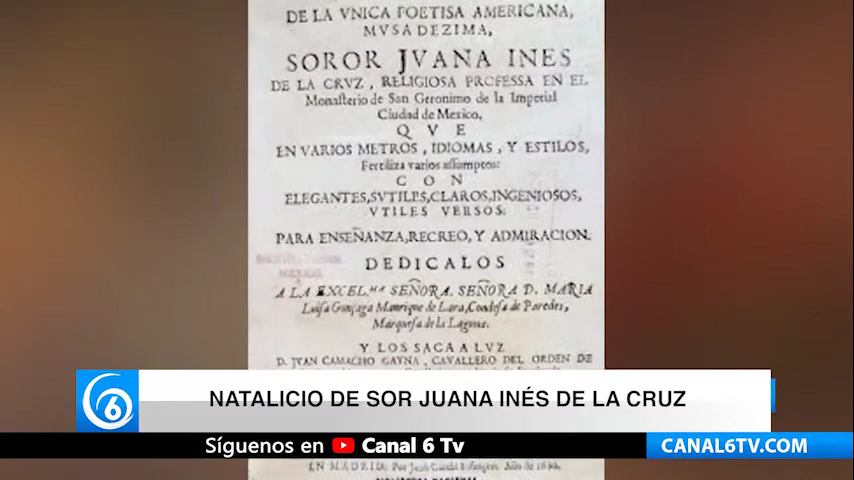 DE LA VNICA POETISA AMERICANA,
MVSA DEZIMA,
SOROR JVANA INES
DE LA CRVZ, RELIGIOSA PROFESSA EN EL
Monasterio de San Geronimo de la Imperial
Ciudad de Mexico,
QVE
EN VARIOS METROS, IDIOMAS, Y ESTILOS,
Fertiliza varios assumptos:
CON
ELEGANTES, SVTILES, CLAROS, INGENIOSOS,
VTILES VERSOS:
PARA ENSEÑANZA, RECREO, Y ADMIRACION.
DEDICALOS
A LA EXCEL.MA SEÑORA. SEÑORA D. MARIA
Luisa Gonçaga Manrique de Lara, Condesa de Paredes,
Marquesa de la Laguna.
Y LOS SACA A LVZ
D. JVAN CAMACHO GAYNA, CAVALLERO DEL ORDEN DE
6
NATALICIO DE SOR JUANA INÉS DE LA CRUZ
Síguenos en Canal 6 Tv
CANAL6TV.COM
EN MADRID: Por